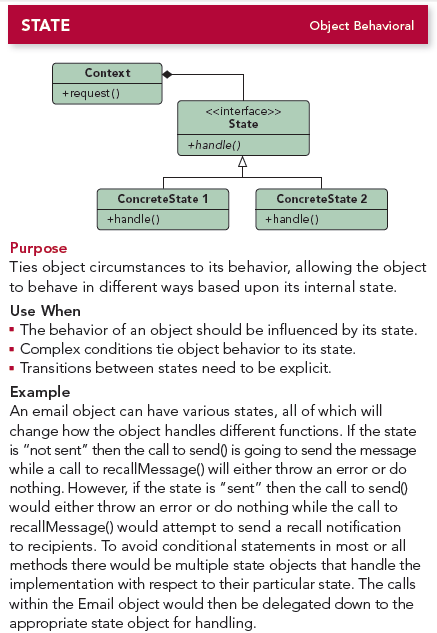 STATE
Object Behavioral
Context
+request()
<<interface>>
State
+handle()
ConcreteState 1
+handle()
ConcreteState 2
+handle()
Purpose
Ties object circumstances to its behavior, allowing the object
to behave in different ways based upon its internal state.
Use When
▪ The behavior of an object should be influenced by its state.
▪ Complex conditions tie object behavior to its state.
▪ Transitions between states need to be explicit.
Example
An email object can have various states, all of which will
change how the object handles different functions. If the state
is “not sent” then the call to send() is going to send the message
while a call to recallMessage() will either throw an error or do
nothing. However, if the state is “sent” then the call to send()
would either throw an error or do nothing while the call to
recallMessage() would attempt to send a recall notification
to recipients. To avoid conditional statements in most or all
methods there would be multiple state objects that handle the
implementation with respect to their particular state. The calls
within the Email object would then be delegated down to the
appropriate state object for handling.